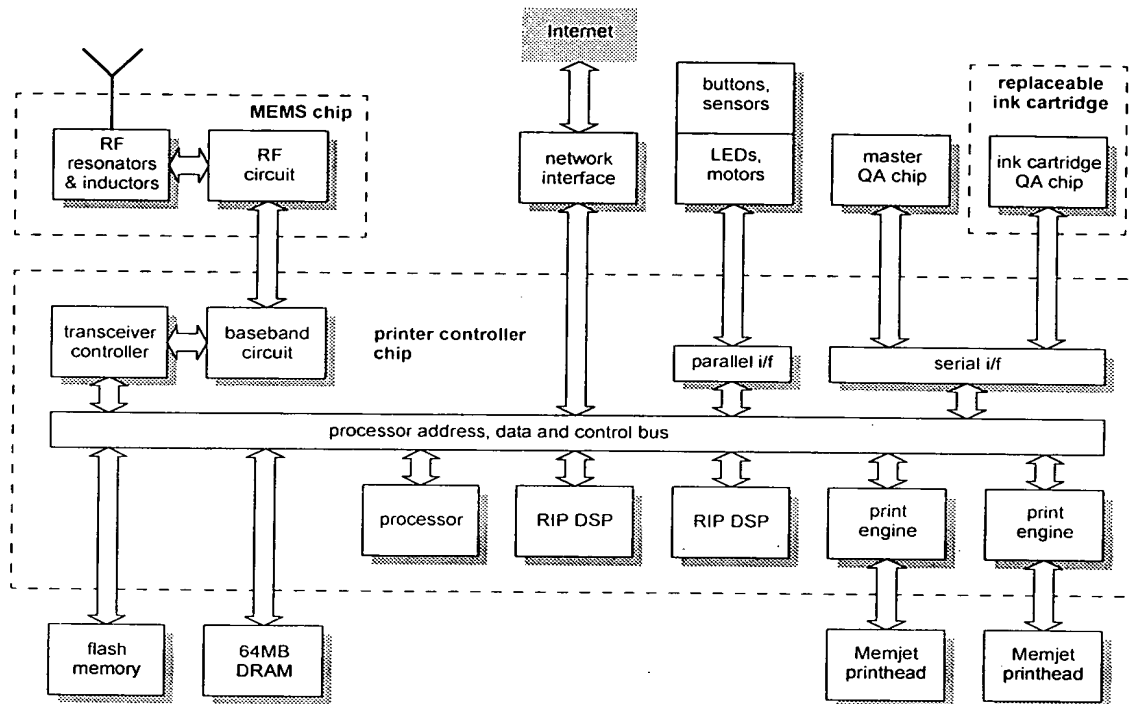 Internet
MEMS chip
RF
resonators
& inductors
RF
circuit
network
interface
buttons,
sensors
LEDs,
motors
master
QA chip
replaceable
ink cartridge
ink cartridge
QA chip
transceiver
controller
baseband
circuit
printer controller
chip
parallel i/f
serial i/f
processor address, data and control bus
processor
RIP DSP
RIP DSP
print
engine
print
engine
flash
memory
64MB
DRAM
Memjet
printhead
Memjet
printhead